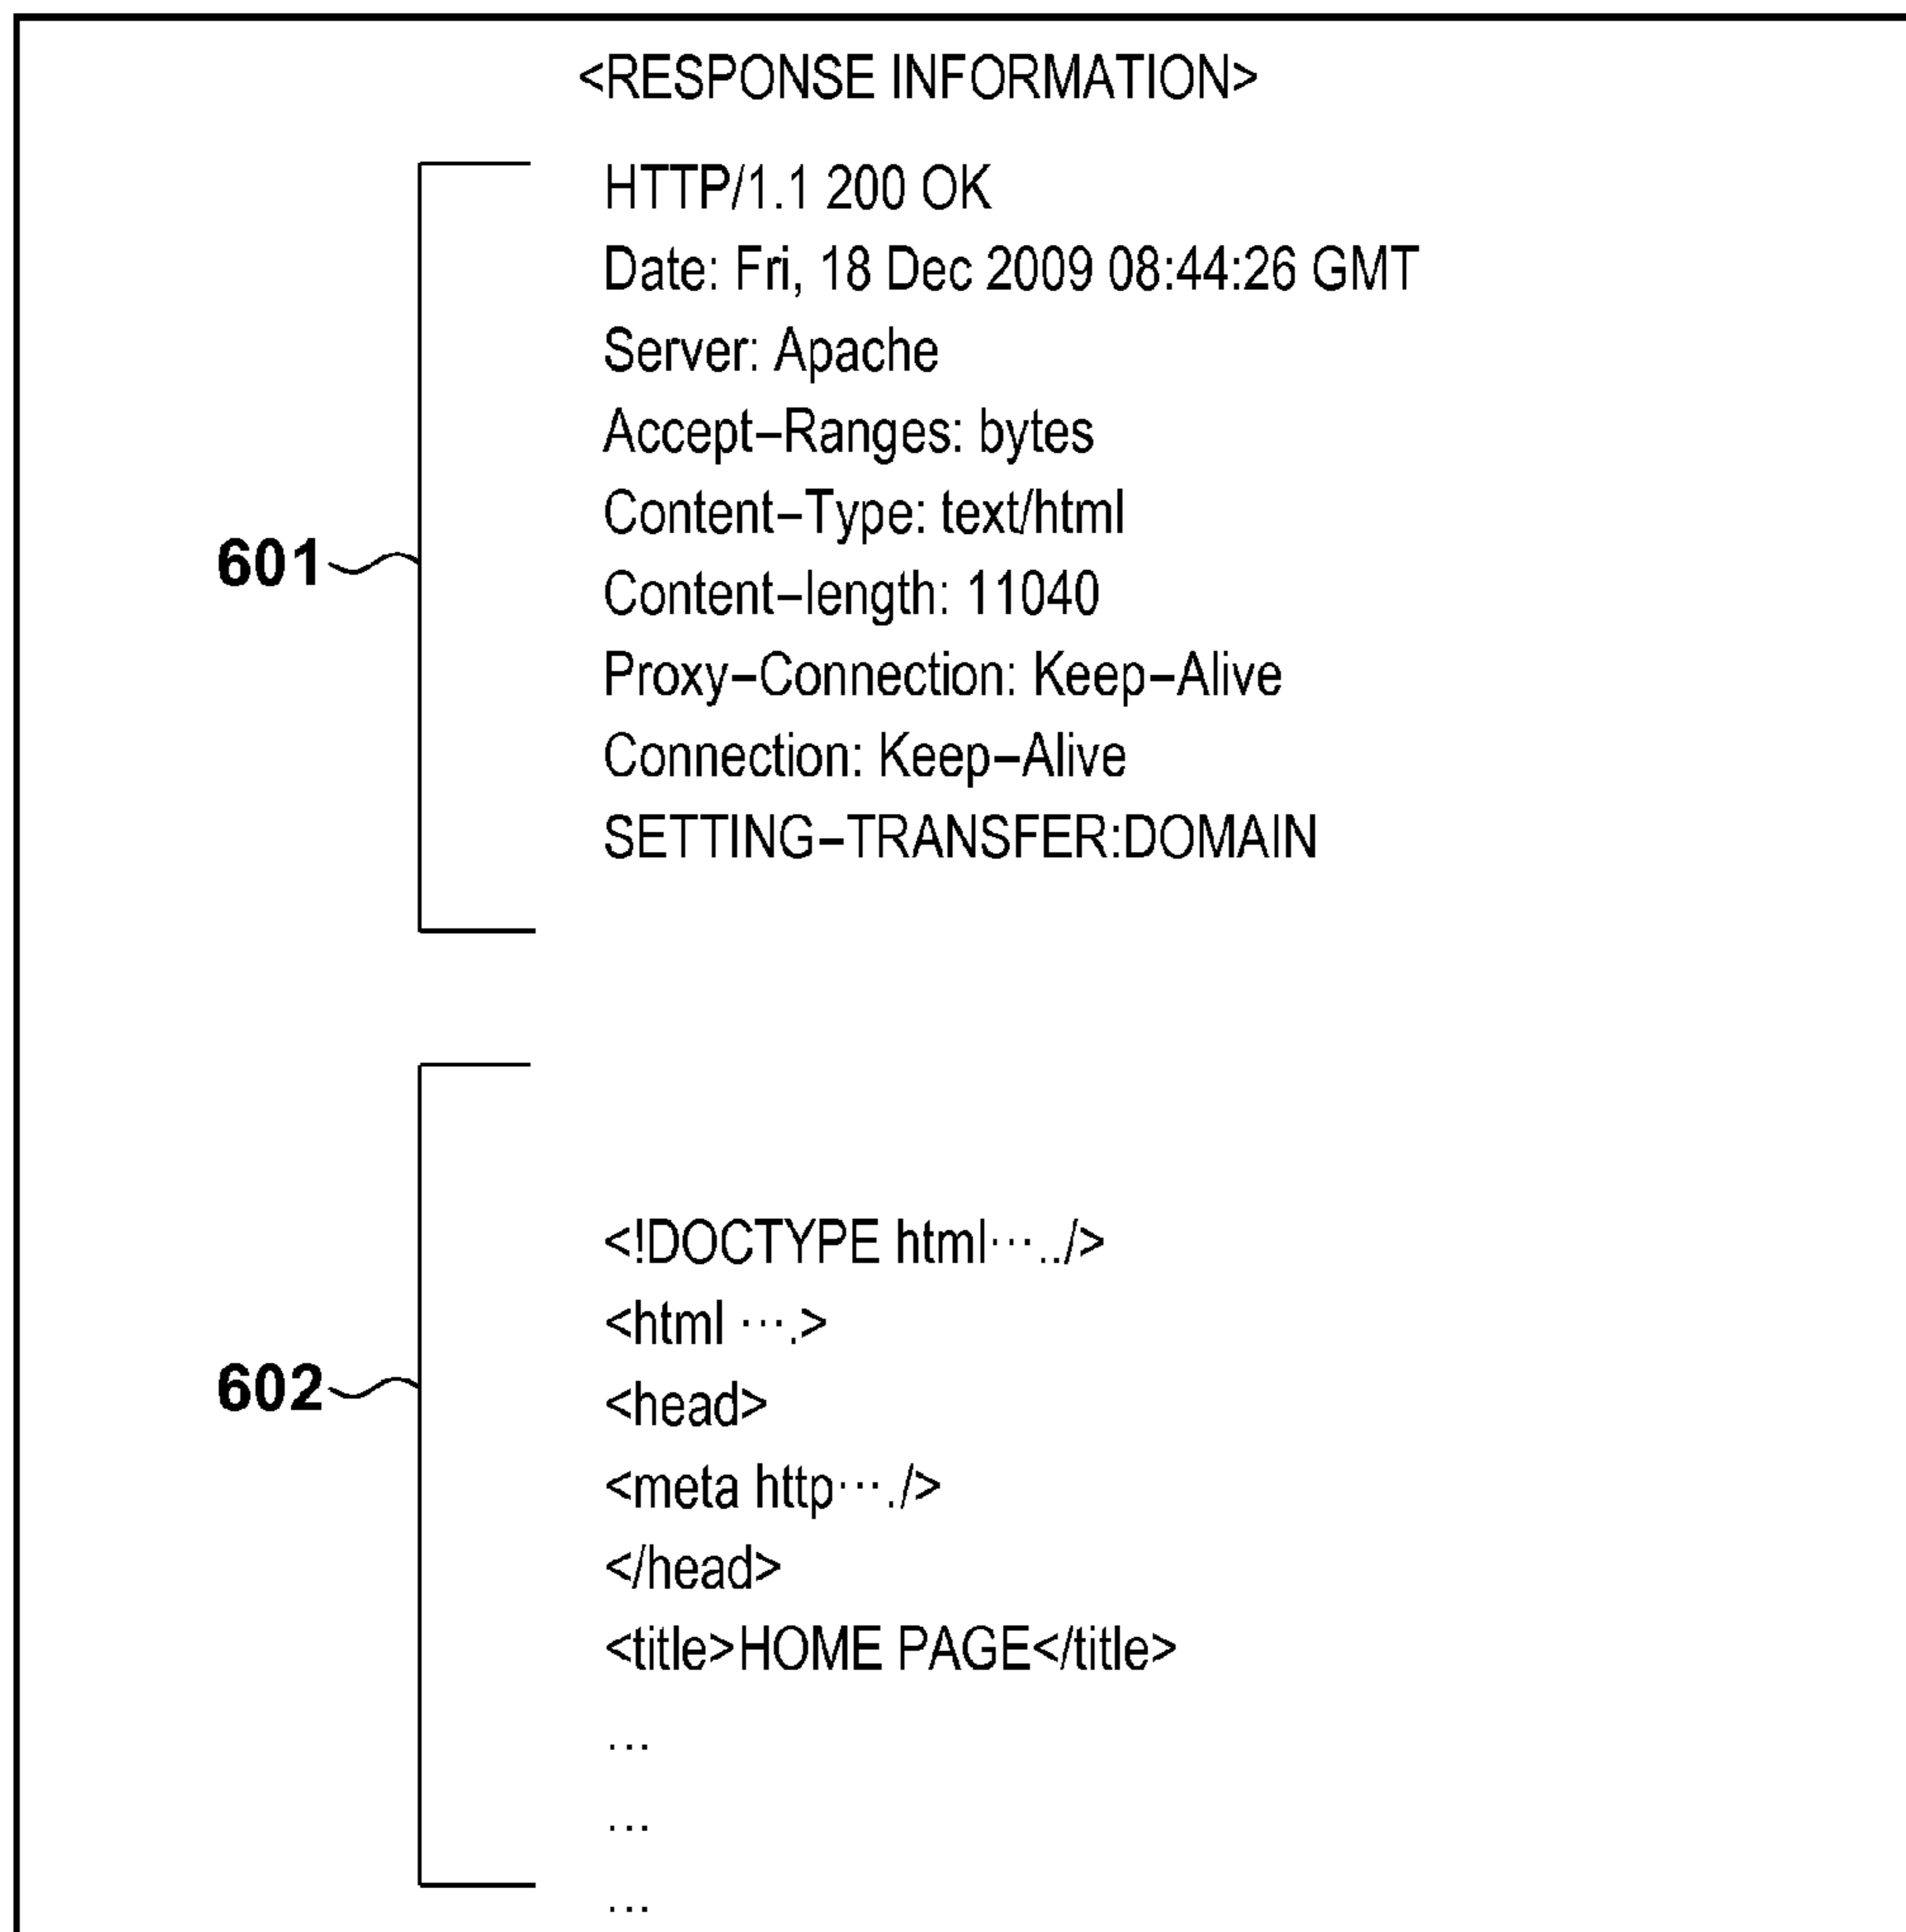 <RESPONSE INFORMATION>
HTTP/1.1 200 OK
Date: Fri, 18 Dec 2009 08:44:26 GMT
Server: Apache
Accept–Ranges: bytes
Content–Type: text/html
601
Content–length: 11040
Proxy–Connection: Keep–Alive
Connection: Keep–Alive
SETTING–TRANSFER:DOMAIN
<!DOCTYPE html⋯../>
<html ⋯.>
602
<head>
<meta http⋯./>
</head>
<title>HOME PAGE</title>
...
...
...